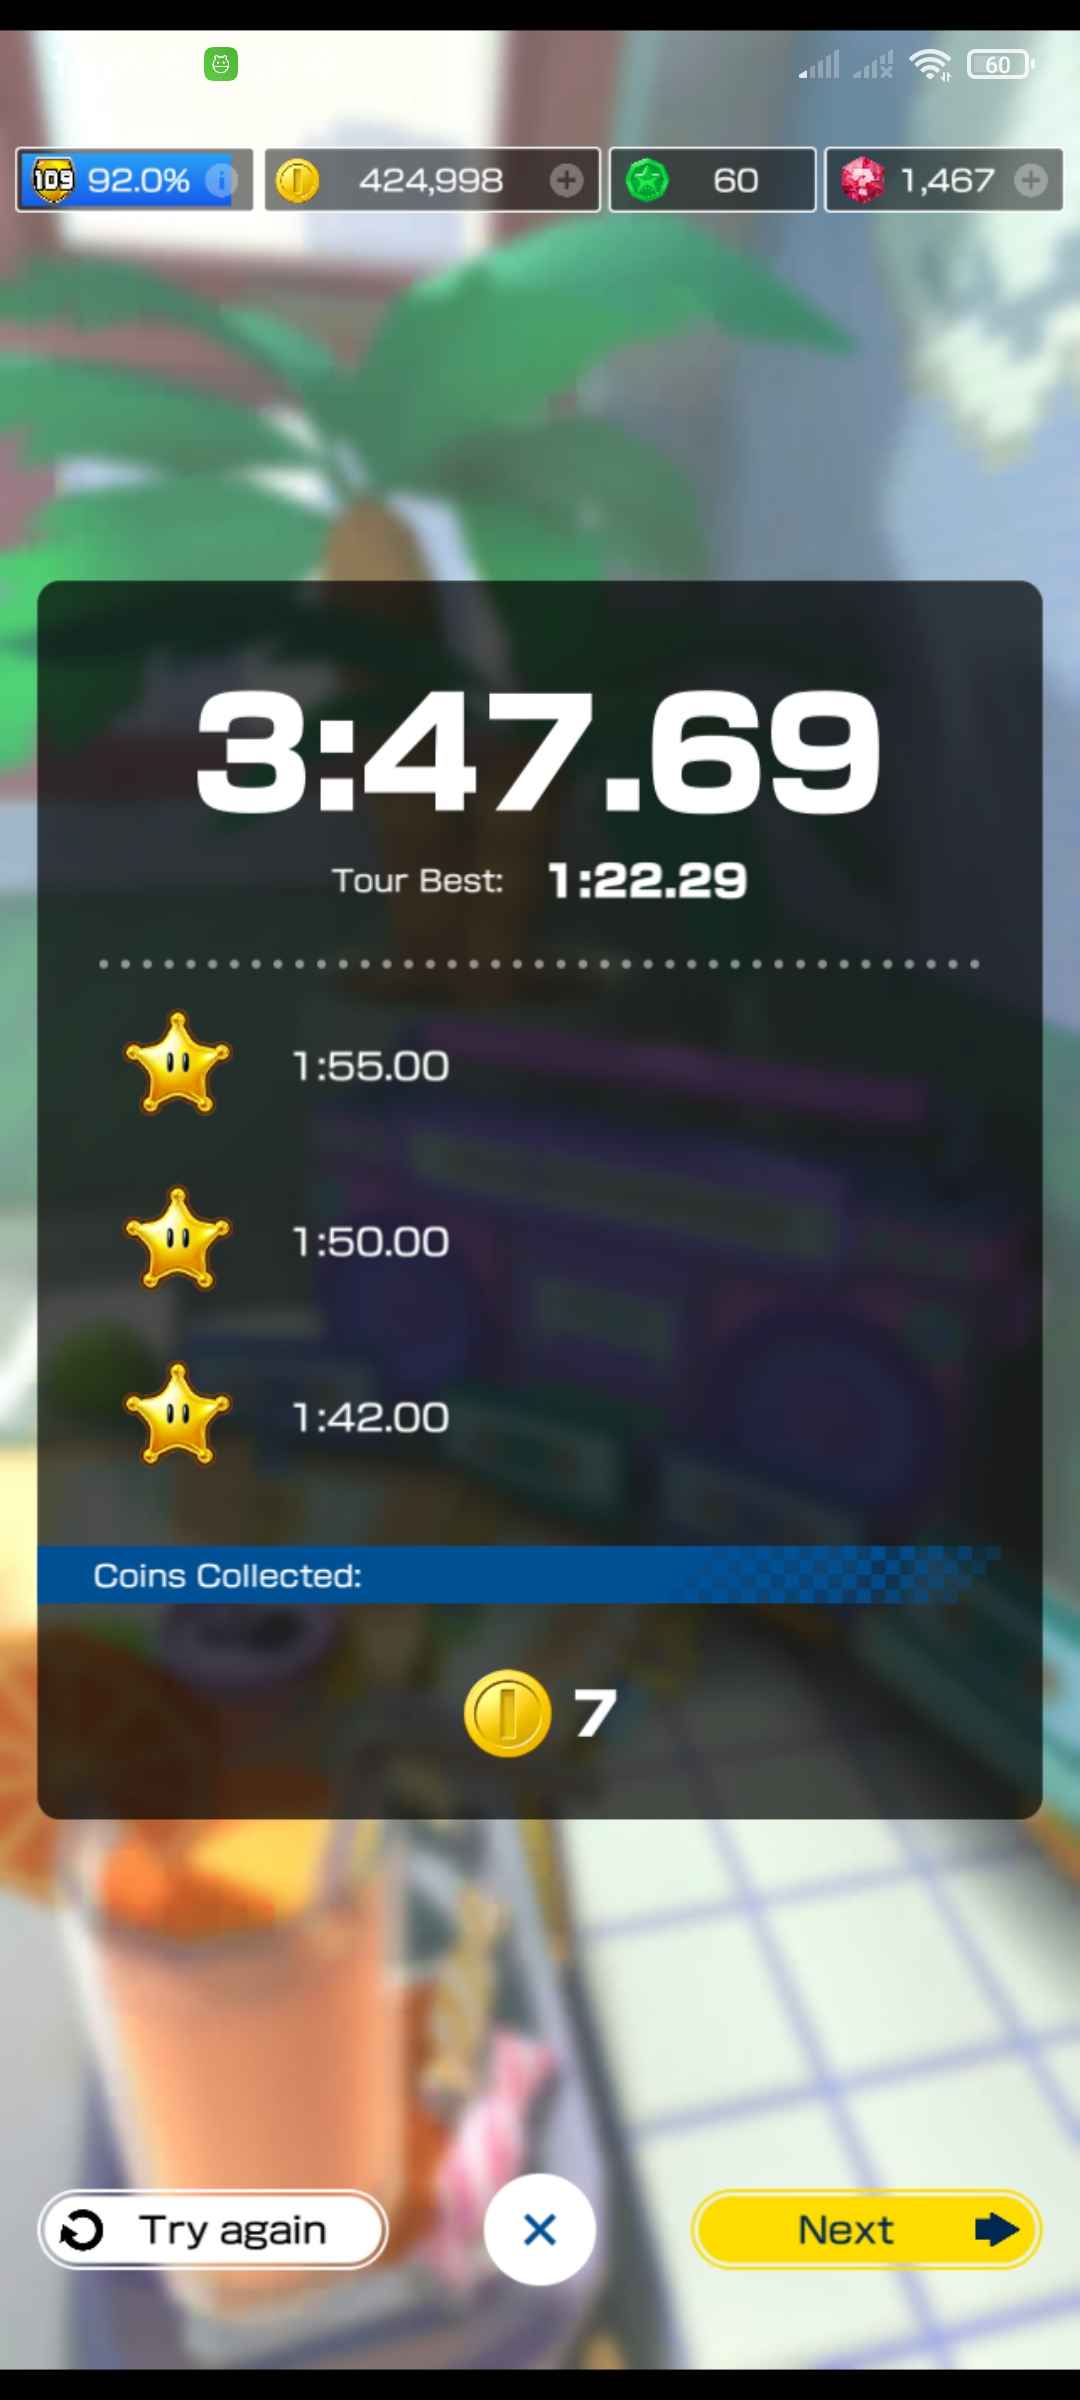 60
109 92.0% i 424,998 + 60 1,467 +
3:47.69
Tour Best: 1:22.29
1:55.00
1:50.00
1:42.00
Coins Collected:
7
Try again × Next